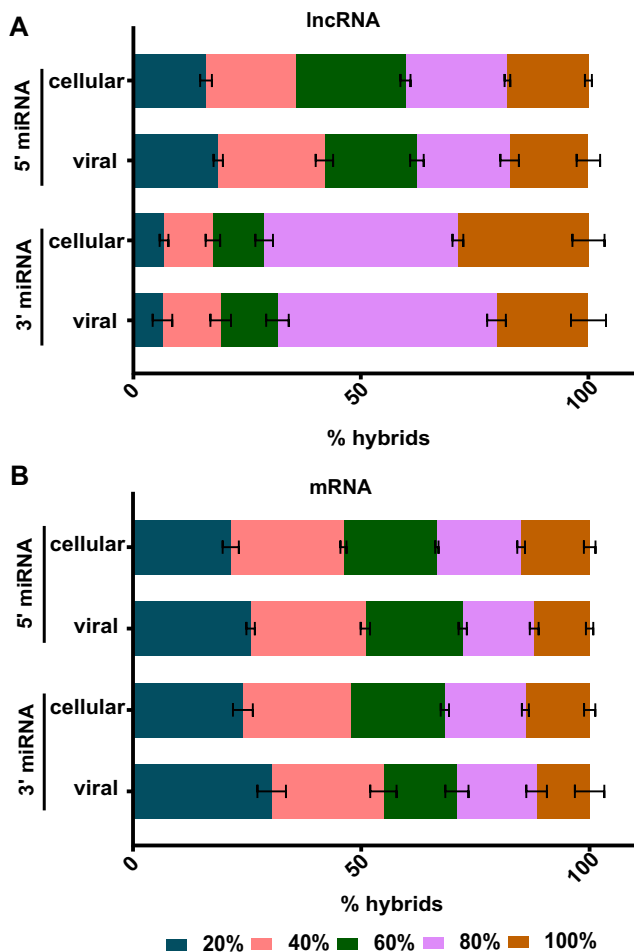 A
lncRNA
5' miRNA
cellular
viral
3' miRNA
cellular
viral
0
50
100
% hybrids
B
mRNA
5' miRNA
cellular
viral
3' miRNA
cellular
viral
0
50
100
% hybrids
20% 40% 60% 80% 100%